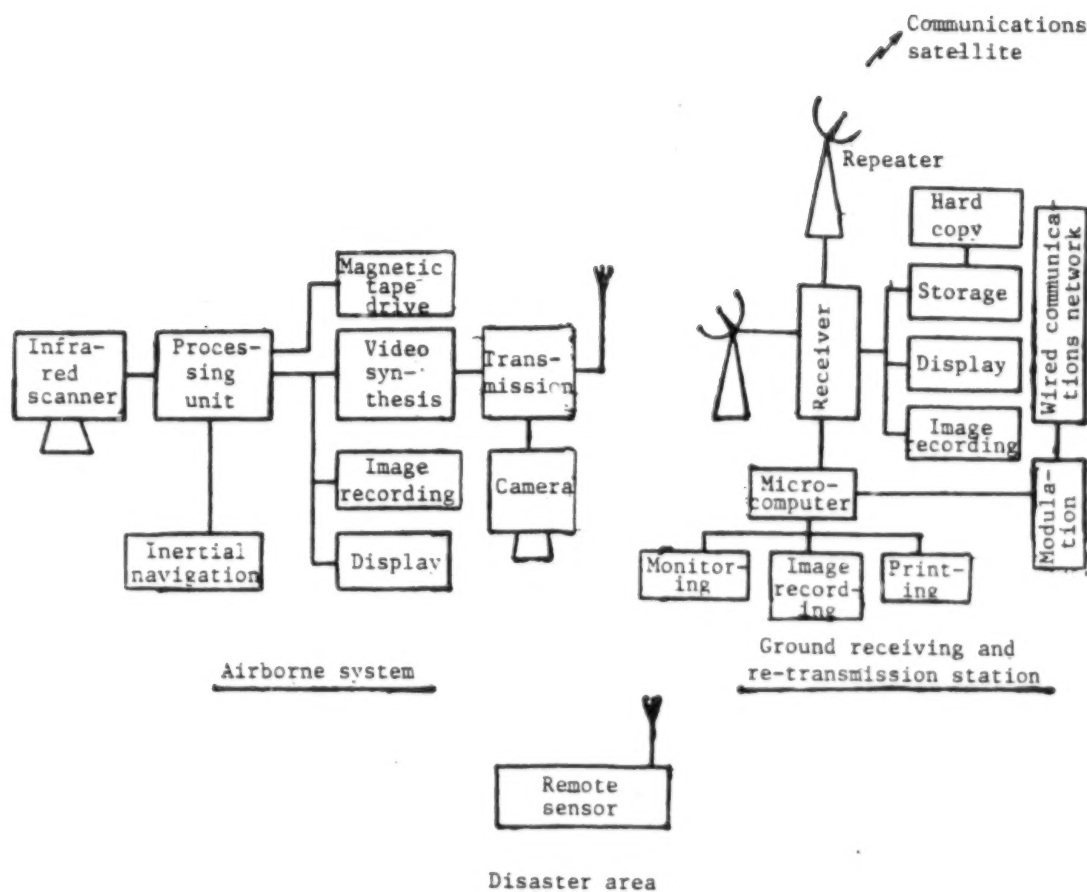 Communications
satellite
Repeater
Hard
copy
Storage
Display
Image
recording
Wired communica-
tions network
Modula-
tion
Receiver
Micro-
computer
Monitor-
ing
Image
record-
ing
Print-
ing
Ground receiving and
re-transmission station
Magnetic
tape
drive
Infra-
red
scanner
Proces-
sing
unit
Video
syn-
thesis
Trans-
mission
Image
recording
Camera
Inertial
navigation
Display
Airborne system
Remote
sensor
Disaster area